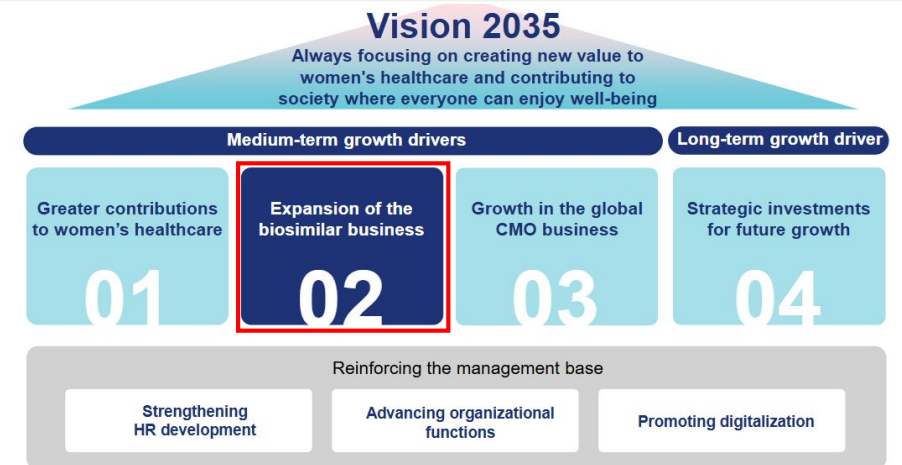 Vision 2035
Always focusing on creating new value to
women's healthcare and contributing to
society where everyone can enjoy well-being
Medium-term growth drivers
Long-term growth driver
Greater contributions
to women’s healthcare
01
Expansion of the
biosimilar business
02
Growth in the global
CMO business
03
Strategic investments
for future growth
04
Reinforcing the management base
Strengthening
HR development
Advancing organizational
functions
Promoting digitalization